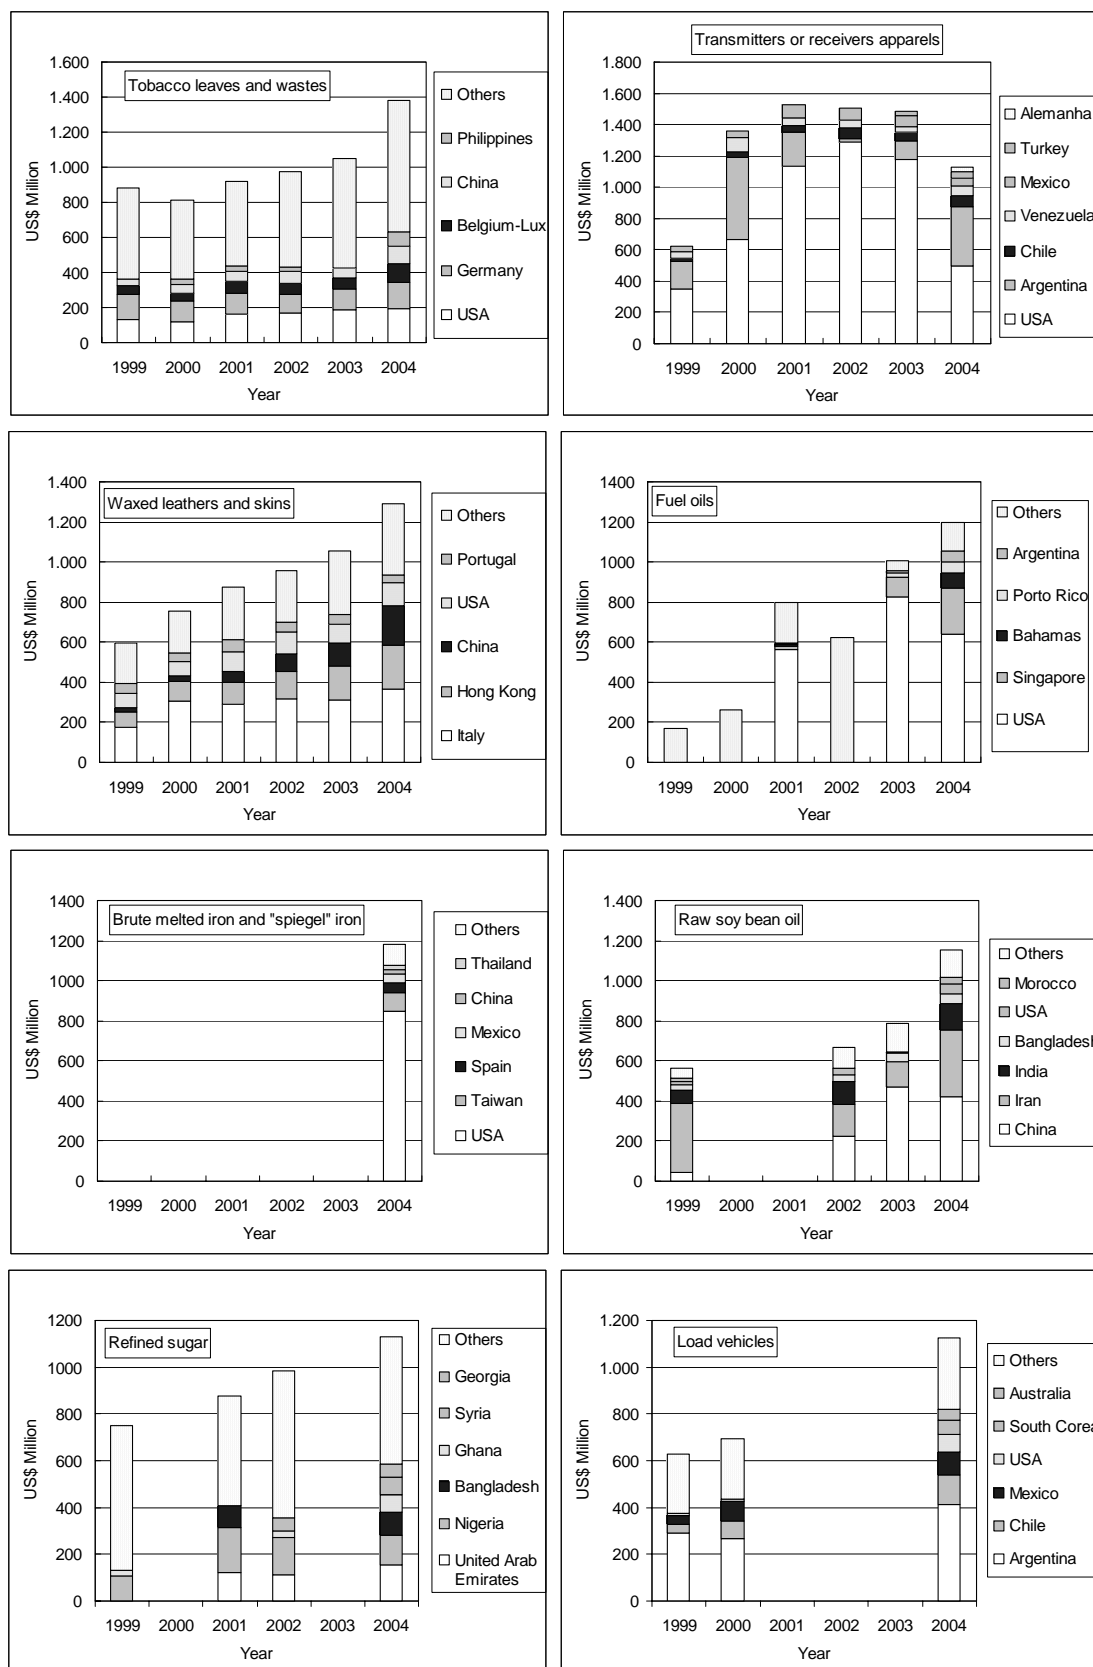 Tobacco leaves and wastes
US$ Million
1.600
1.400
1.200
1.000
800
600
400
200
0
1999 2000 2001 2002 2003 2004
Year
Others
Philippines
China
Belgium-Lux
Germany
USA
Transmitters or receivers apparels
US$ Million
1.800
1.600
1.400
1.200
1.000
800
600
400
200
0
1999 2000 2001 2002 2003 2004
Year
Alemanha
Turkey
Mexico
Venezuela
Chile
Argentina
USA
Waxed leathers and skins
US$ Million
1.400
1.200
1.000
800
600
400
200
0
1999 2000 2001 2002 2003 2004
Year
Others
Portugal
USA
China
Hong Kong
Italy
Fuel oils
US$ Million
1.400
1200
1.000
800
600
400
200
0
1999 2000 2001 2002 2003 2004
Year
Others
Argentina
Porto Rico
Bahamas
Singapore
USA
Brute melted iron and "spiegel" iron
US$ Million
1400
1200
1000
800
600
400
200
0
1999 2000 2001 2002 2003 2004
Year
Others
Thailand
China
Mexico
Spain
Taiwan
USA
Raw soy bean oil
US$ Million
1.400
1.200
1.000
800
600
400
200
0
1999 2000 2001 2002 2003 2004
Year
Others
Morocco
USA
Bangladesh
India
Iran
China
Refined sugar
US$ Million
1200
1000
800
600
400
200
0
1999 2000 2001 2002 2003 2004
Year
Others
Georgia
Syria
Ghana
Bangladesh
Nigeria
United Arab
Emirates
Load vehicles
US$ Million
1.200
1.000
800
600
400
200
0
1999 2000 2001 2002 2003 2004
Year
Others
Australia
South Corea
USA
Mexico
Chile
Argentina